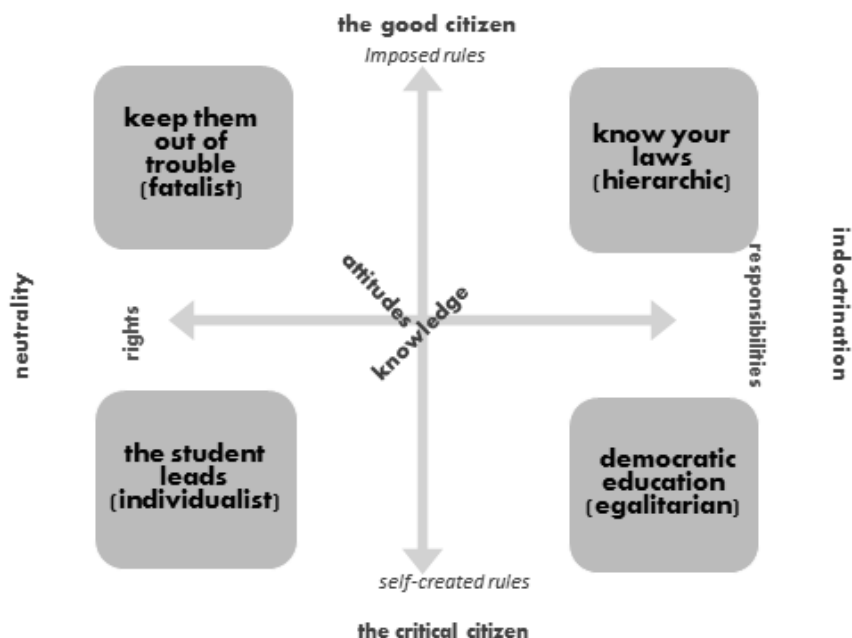 the good citizen
Imposed rules
keep them
out of
trouble
(fatalist)
know your
laws
(hierarchic)
attitudes
knowledge
neutrality
rights
responsibilities
indoctrination
the student
leads
(individualist)
democratic
education
(egalitarian)
self-created rules
the critical citizen